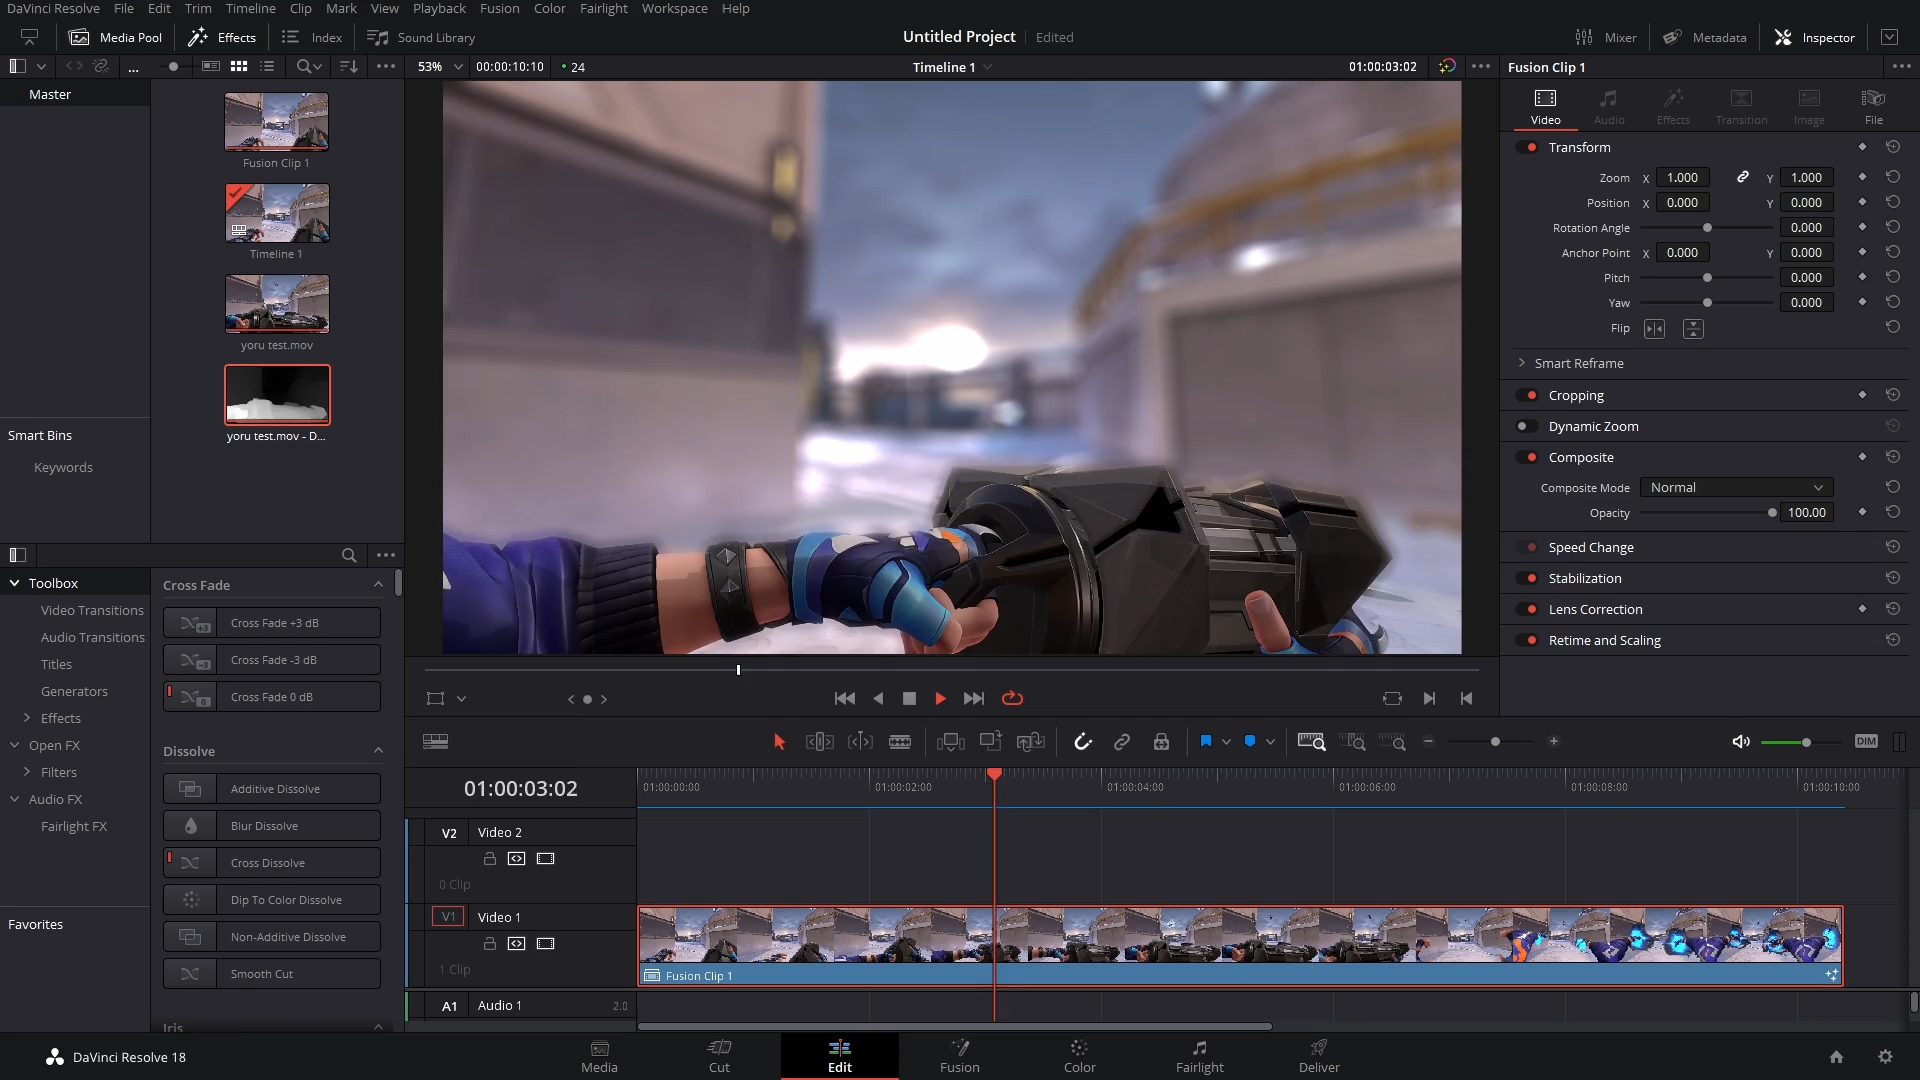 DaVinci Resolve File Edit Trim Timeline Clip Mark View Playback Fusion Color Fairlight Workspace Help
Media Pool Effects Index Sound Library Untitled Project Edited Mixer Metadata Inspector
... 53% 00:00:10:10 24 Timeline 1 01:00:03:02 Fusion Clip 1
Master
Fusion Clip 1
Timeline 1
yoru test.mov
yoru test.mov - D...
Smart Bins
Keywords
Video Audio Effects Transition Image File
Transform
Zoom X 1.000 Y 1.000
Position X 0.000 Y 0.000
Rotation Angle 0.000
Anchor Point X 0.000 Y 0.000
Pitch 0.000
Yaw 0.000
Flip
Smart Reframe
Cropping
Dynamic Zoom
Composite
Composite Mode Normal
Opacity 100.00
Speed Change
Stabilization
Lens Correction
Retime and Scaling
Toolbox
Video Transitions
Audio Transitions
Titles
Generators
Effects
Open FX
Filters
Audio FX
Fairlight FX
Favorites
Cross Fade
+3 Cross Fade +3 dB
-3 Cross Fade -3 dB
0 Cross Fade 0 dB
Dissolve
Additive Dissolve
Blur Dissolve
Cross Dissolve
Dip To Color Dissolve
Non-Additive Dissolve
Smooth Cut
Iris
DIM
01:00:03:02
01:00:00:00 01:00:02:00 01:00:04:00 01:00:06:00 01:00:08:00 01:00:10:00
V2 Video 2
0 Clip
V1 Video 1
1 Clip
Fusion Clip 1
A1 Audio 1 2.0
DaVinci Resolve 18
Media Cut Edit Fusion Color Fairlight Deliver